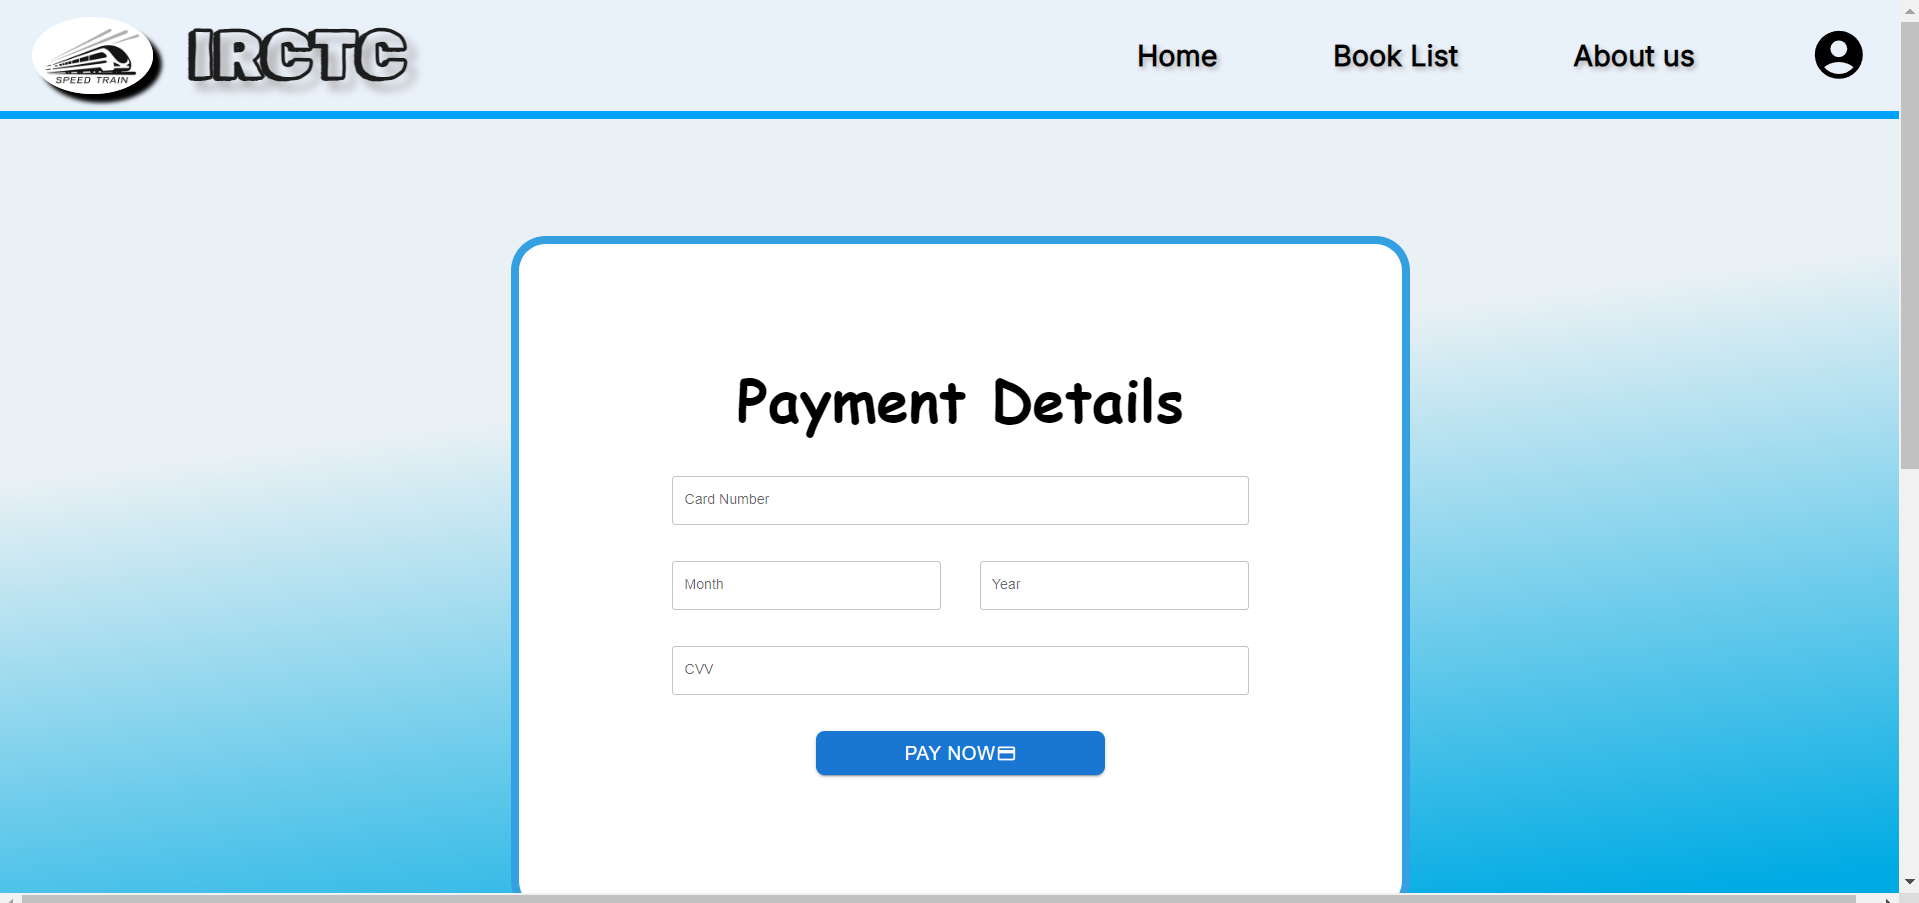 SPEED TRAIN
IRCTC
Home
Book List
About us
Payment Details
Card Number
Month
Year
CVV
PAY NOW